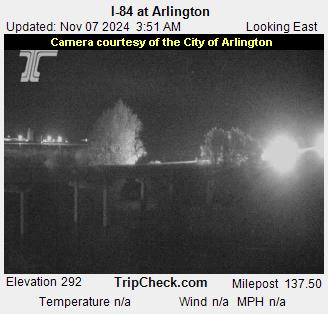 I-84 at Arlington
Updated: Nov 07 2024 3:51 AM Looking East
Camera courtesy of the City of Arlington
Elevation 292 TripCheck.com Milepost 137.50
Temperature n/a Wind n/a MPH n/a